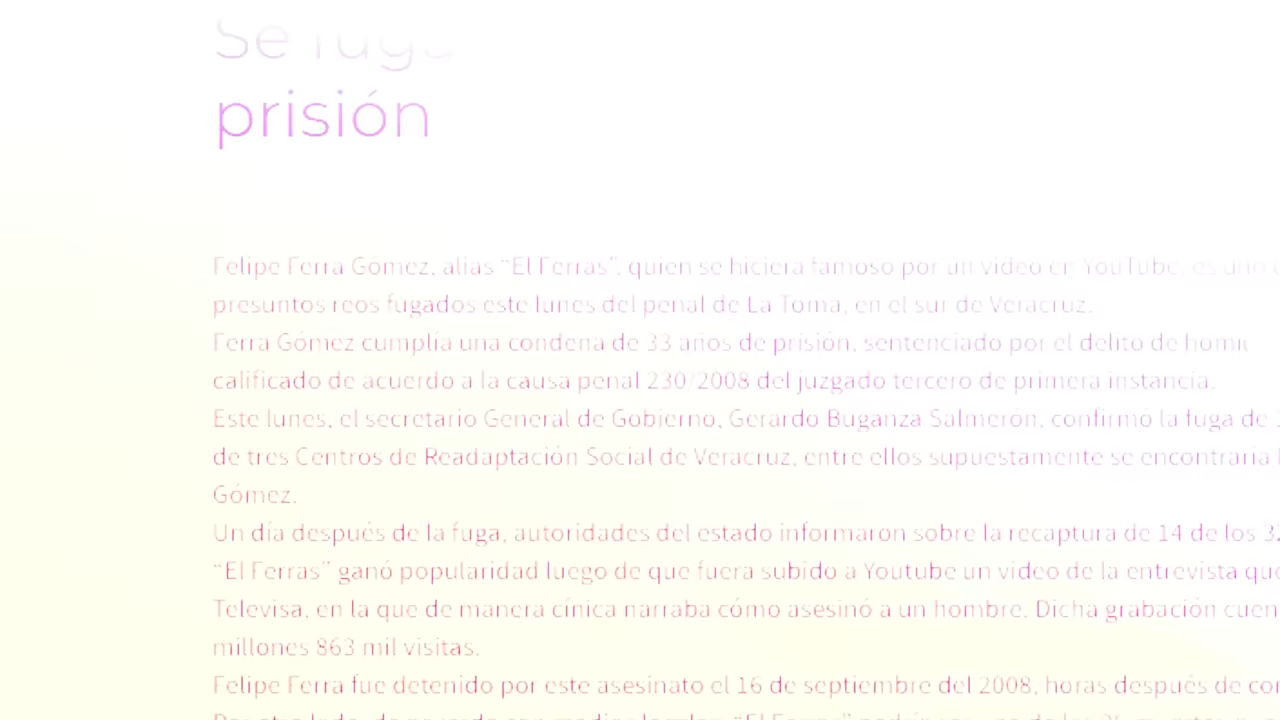 Se fuga
prisión
Felipe Ferra Gómez, alias “El Ferras”, quien se hiciera famoso por un video en YouTube, es uno
presuntos reos fugados este lunes del penal de La Toma, en el sur de Veracruz.
Ferra Gómez cumplía una condena de 33 años de prisión, sentenciado por el delito de homi
calificado de acuerdo a la causa penal 230/2008 del juzgado tercero de primera instancia.
Este lunes, el secretario General de Gobierno, Gerardo Buganza Salmerón, confirmó la fuga de
de tres Centros de Readaptación Social de Veracruz, entre ellos supuestamente se encontraría
Gómez.
Un día después de la fuga, autoridades del estado informaron sobre la recaptura de 14 de los
“El Ferras” ganó popularidad luego de que fuera subido a Youtube un video de la entrevista que
Televisa, en la que de manera cínica narraba cómo asesinó a un hombre. Dicha grabación cuen
millones 863 mil visitas.
Felipe Ferra fue detenido por este asesinato el 16 de septiembre del 2008, horas después de